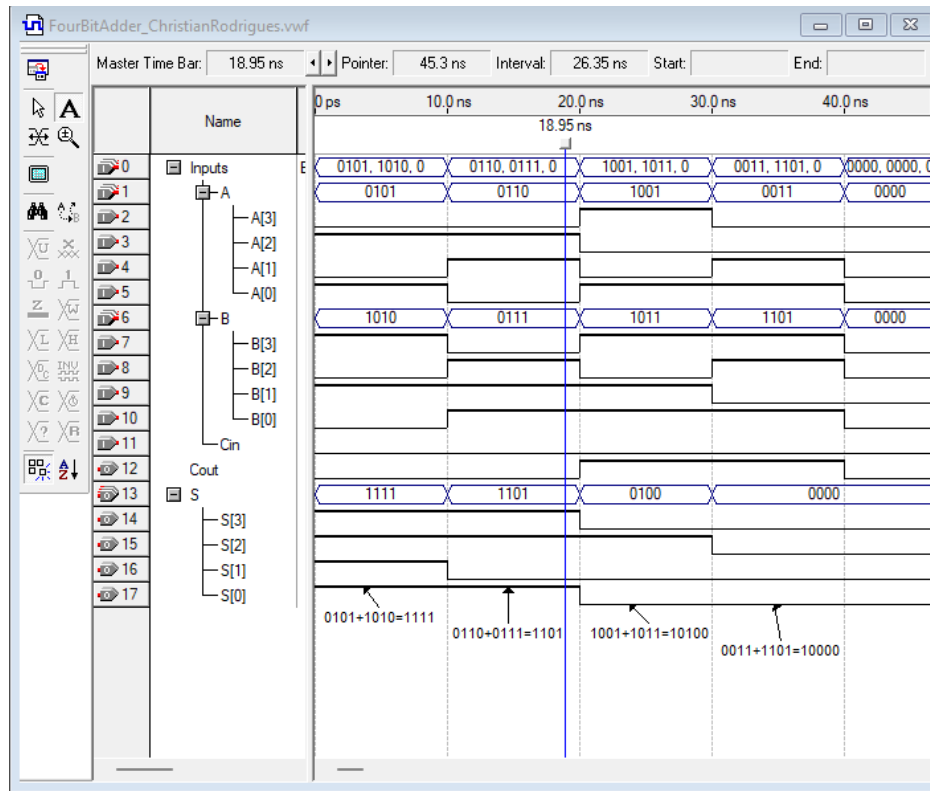 FourBitAdder_ChristianRodrigues.vwf
Master Time Bar: 18.95 ns Pointer: 45.3 ns Interval: 26.35 ns Start: End:
Name
0 ps 10.0 ns 20.0 ns 30.0 ns 40.0 ns
18.95 ns
0 Inputs 0101, 1010, 0 0110, 0111, 0 1001, 1011, 0 0011, 1101, 0 0000, 0000, 0
1 A 0101 0110 1001 0011 0000
2 A[3]
3 A[2]
4 A[1]
5 A[0]
6 B 1010 0111 1011 1101 0000
7 B[3]
8 B[2]
9 B[1]
10 B[0]
11 Cin
12 Cout
13 S 1111 1101 0100 0000
14 S[3]
15 S[2]
16 S[1]
17 S[0]
0101+1010=1111
0110+0111=1101
1001+1011=10100
0011+1101=10000